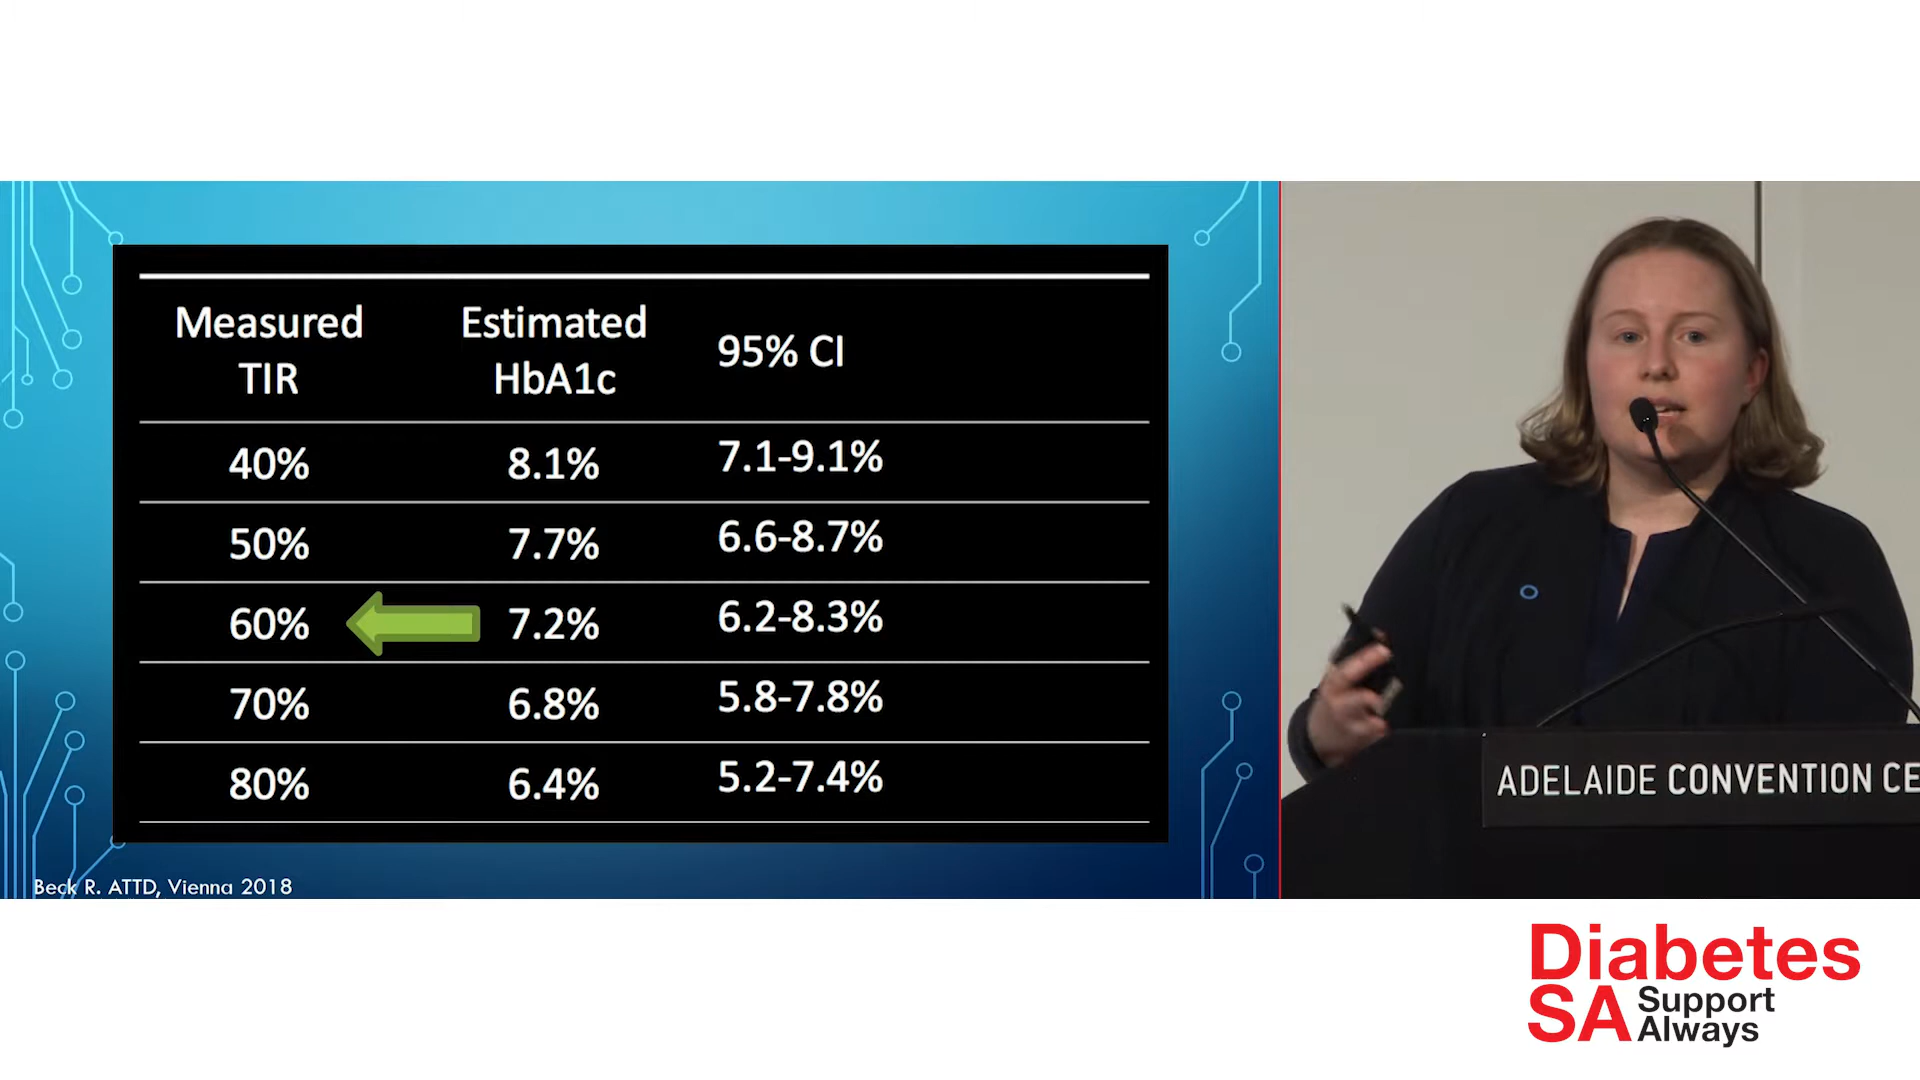 Measured TIR Estimated HbA1c 95% CI
40% 8.1% 7.1-9.1%
50% 7.7% 6.6-8.7%
60% 7.2% 6.2-8.3%
70% 6.8% 5.8-7.8%
80% 6.4% 5.2-7.4%
Beck R. ATTD, Vienna 2018
ADELAIDE CONVENTION CE
Diabetes
SA Support
Always